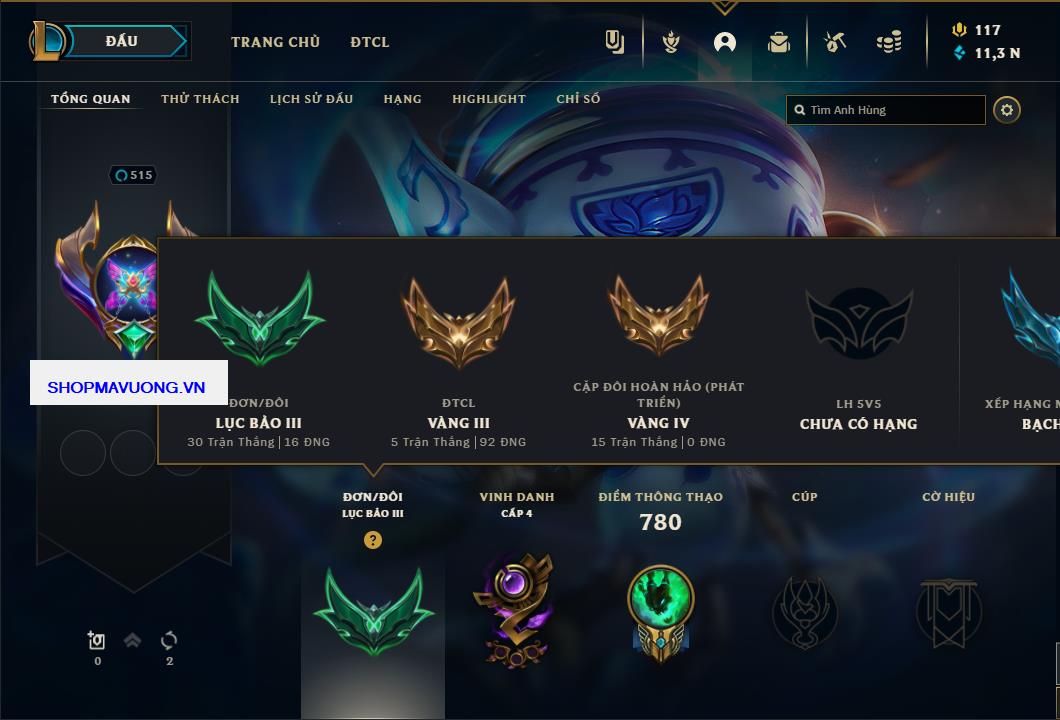 ĐẤU
TRANG CHỦ
ĐTCL
117
11,3 N
TỔNG QUAN
THỬ THÁCH
LỊCH SỬ ĐẤU
HẠNG
HIGHLIGHT
CHỈ SỐ
Tìm Anh Hùng
515
SHOPMAVUONG.VN
ĐƠN/ĐÔI
LỤC BẢO III
30 Trận Thắng | 16 ĐNG
ĐTCL
VÀNG III
5 Trận Thắng | 92 ĐNG
CẶP ĐÔI HOÀN HẢO (PHÁT
TRIỂN)
VÀNG IV
15 Trận Thắng | 0 ĐNG
LH 5V5
CHƯA CÓ HẠNG
XẾP HẠNG
BẠCH
ĐƠN/ĐÔI
LỤC BẢO III
?
VINH DANH
CẤP 4
ĐIỂM THÔNG THẠO
780
CÚP
CỜ HIỆU
0
2